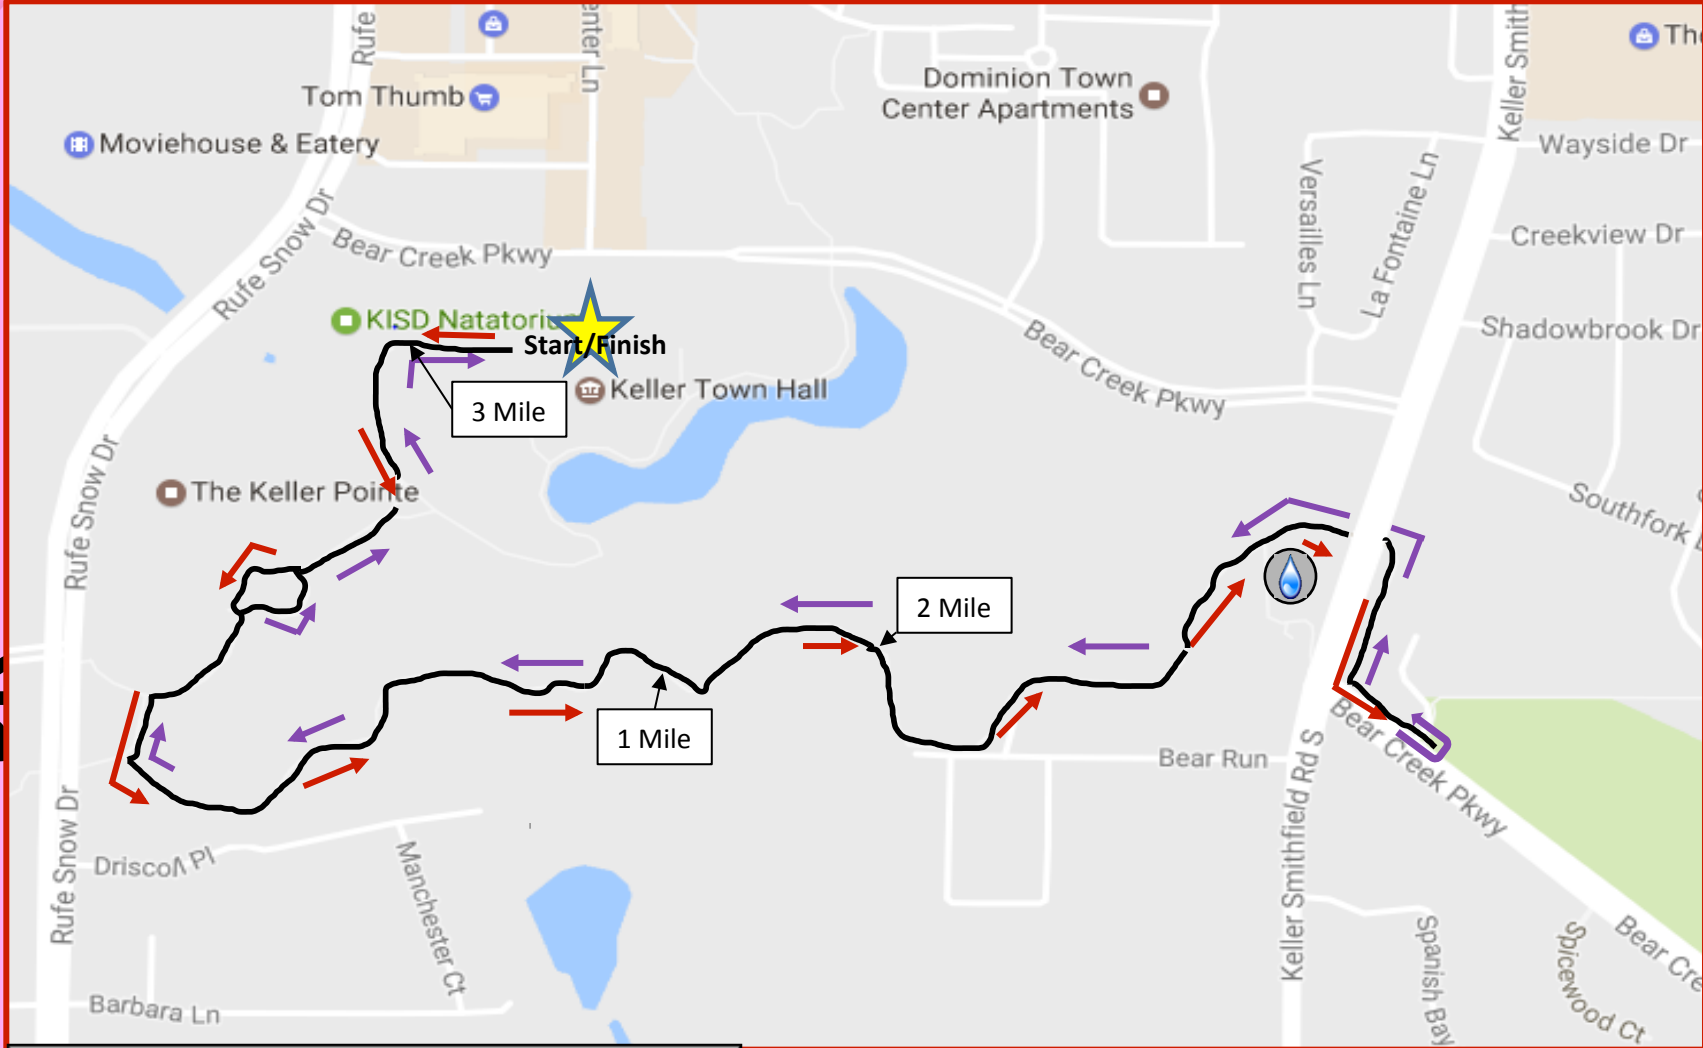 Rufe
enter Ln
Keller Smith
The
Tom Thumb
Dominion Town
Center Apartments
Moviehouse & Eatery
Wayside Dr
Versailles Ln
La Fontaine Ln
Rufe Snow Dr
Bear Creek Pkwy
Creekview Dr
KISD Natatorium
Start/Finish
Shadowbrook Dr
Bear Creek Pkwy
Keller Town Hall
3 Mile
Rufe Snow Dr
The Keller Pointe
Southfork
2 Mile
1 Mile
Bear Run
Bear Creek Pkwy
Keller Smithfield Rd S
Rufe Snow Dr
Driscoll Pl
Manchester Ct
Spanish Bay
Spicewood Ct
Bear Cre
Barbara Ln